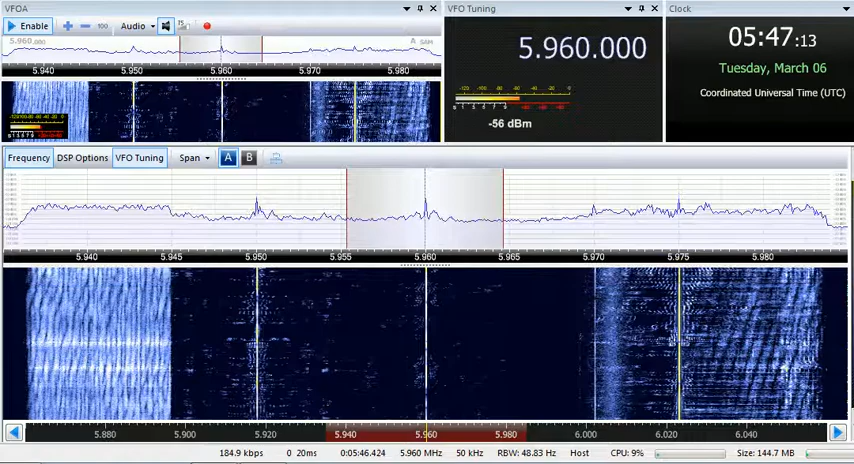 VFOA
VFO Tuning
Clock
Enable 100 Audio 75
5.960.000 A SAM
5.940 5.950 5.960 5.970 5.980
5.960.000
-56 dBm
05:47:13
Tuesday, March 06
Coordinated Universal Time (UTC)
Frequency DSP Options VFO Tuning Span A B
5.940 5.945 5.950 5.955 5.960 5.965 5.970 5.975 5.980
5.880 5.900 5.920 5.940 5.960 5.980 6.000 6.020 6.040
184.9 kbps 0 20ms 0:05:46.424 5.960 MHz 50 kHz RBW: 48.83 Hz Host CPU: 9% Size: 144.7 MB